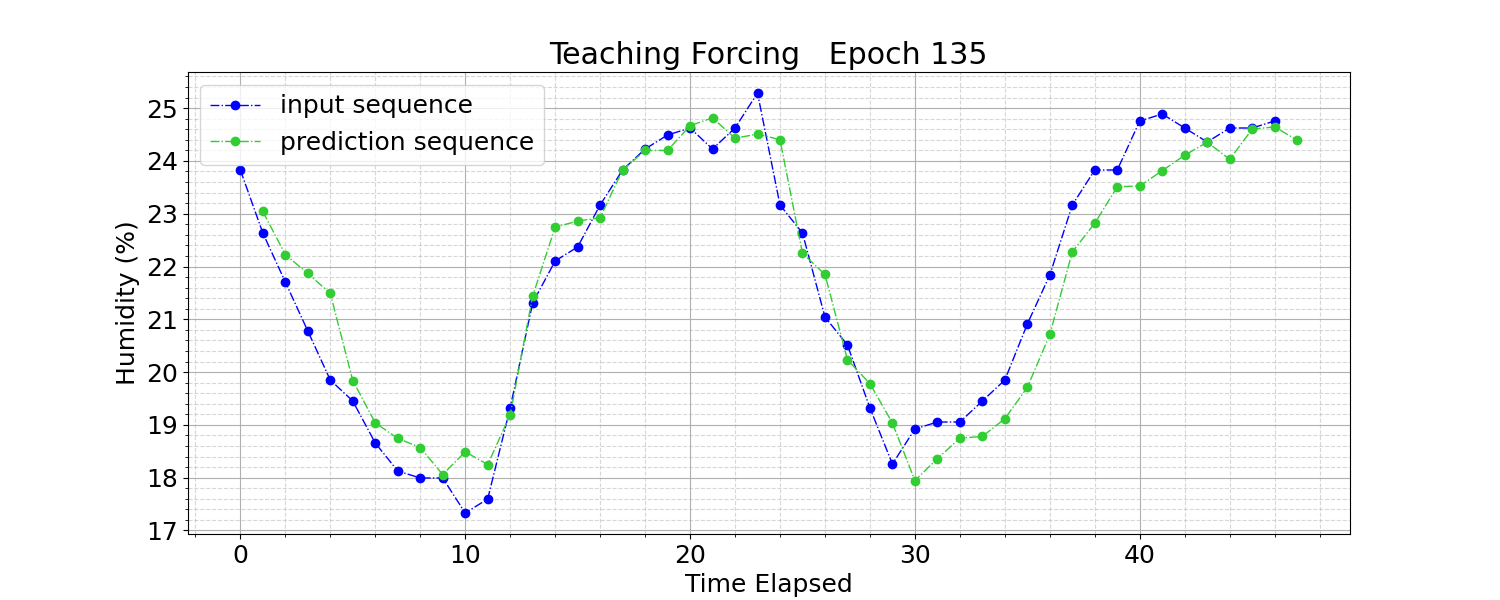 Teaching Forcing   Epoch 135
input sequence
prediction sequence
Humidity (%)
25
24
23
22
21
20
19
18
17
0 10 20 30 40
Time Elapsed